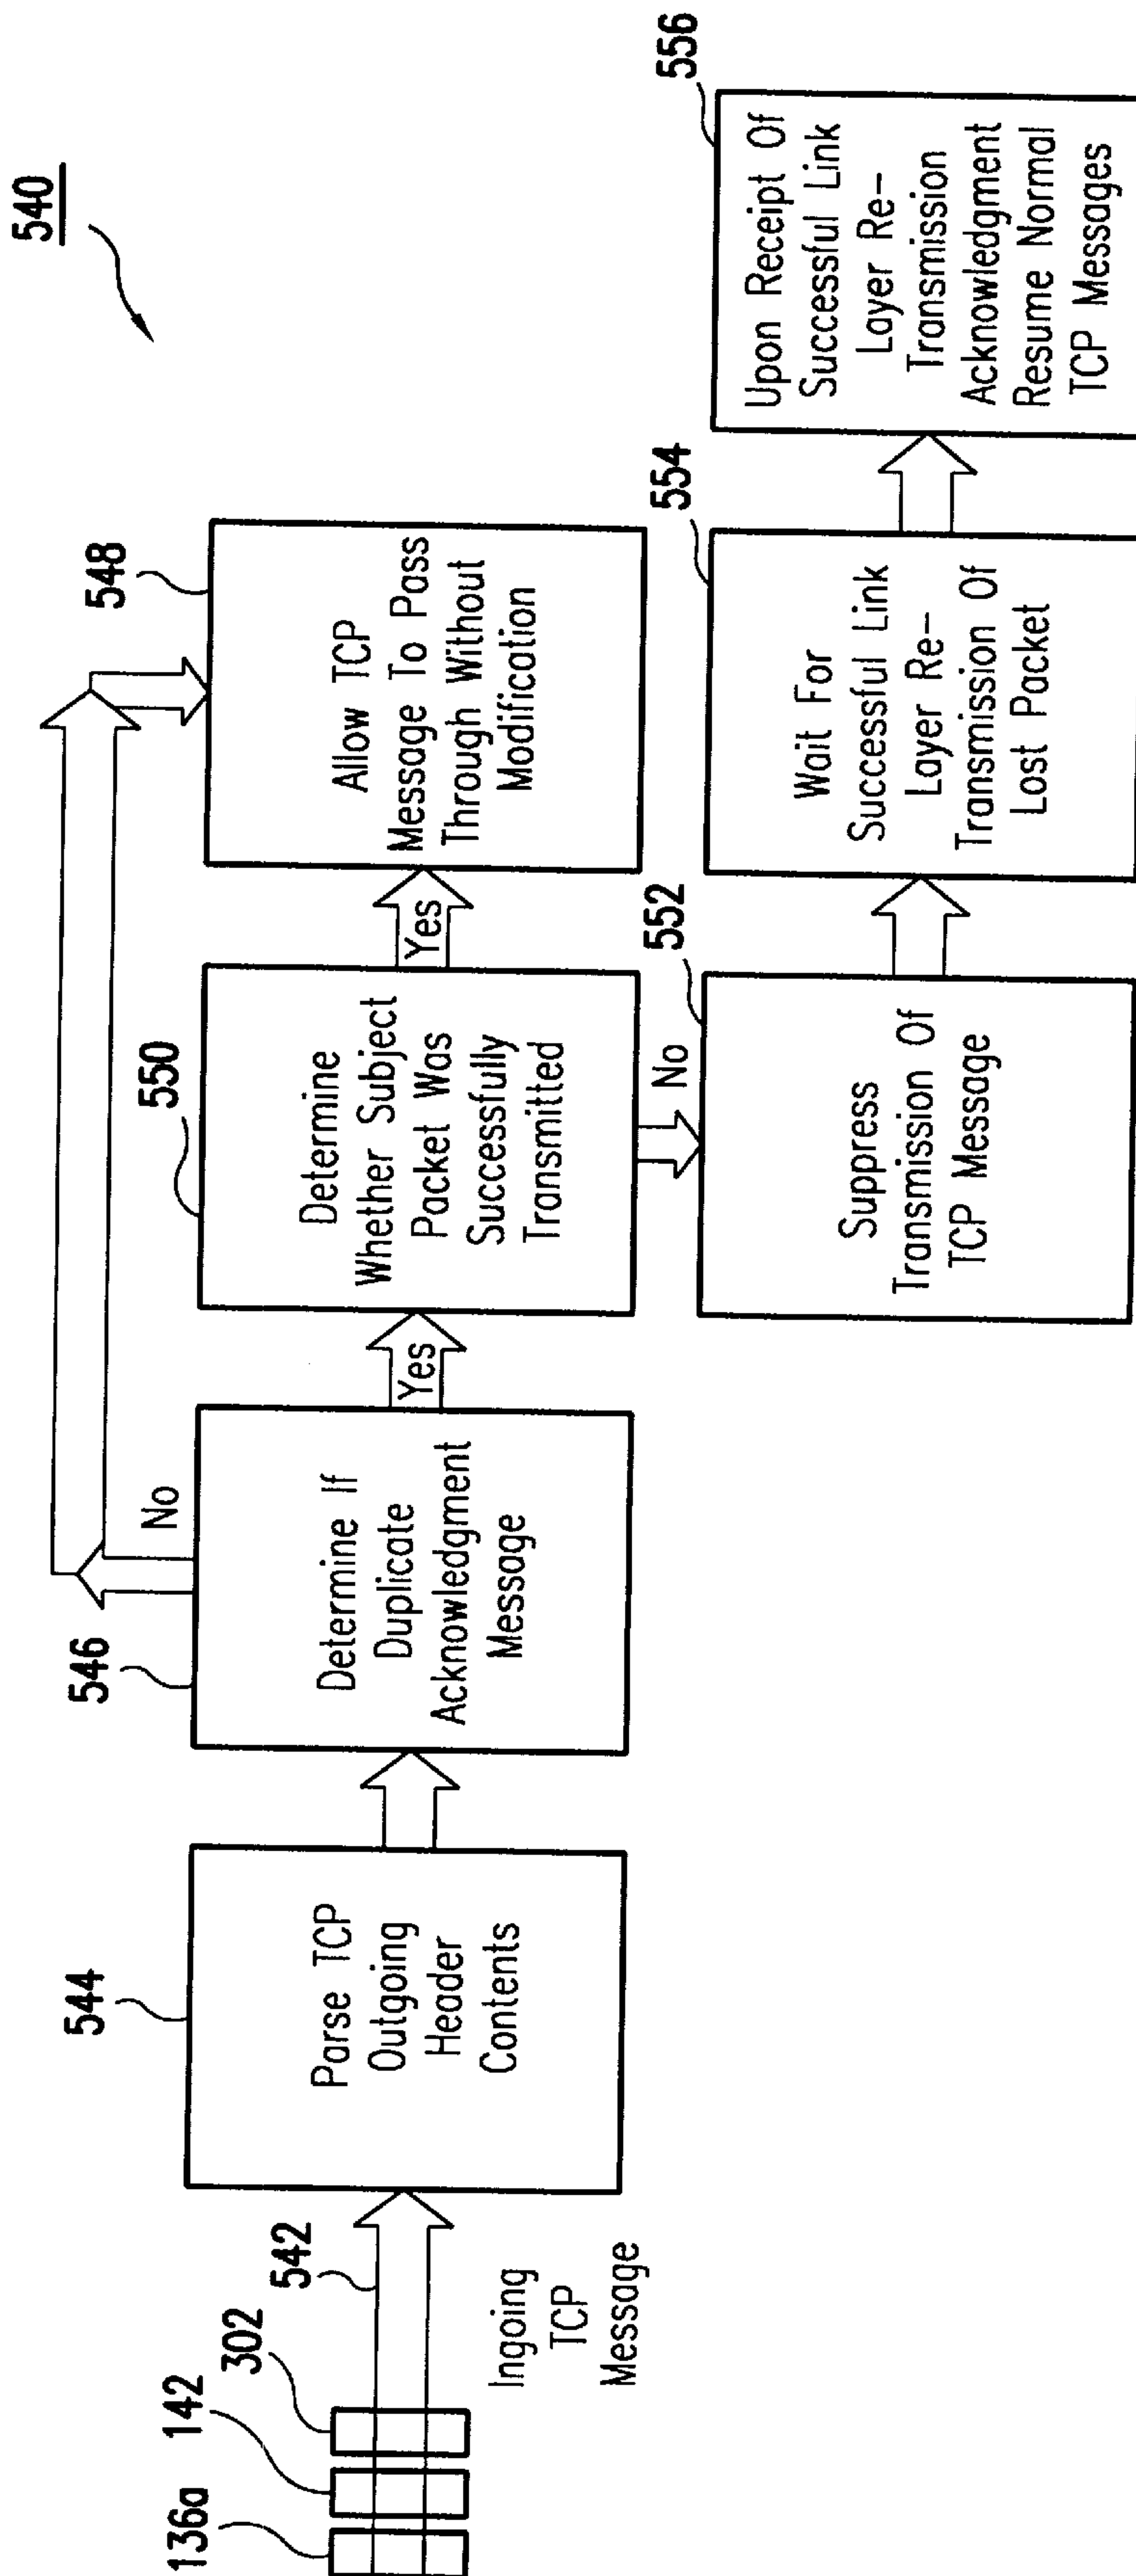 540
136a
142
302
542
Ingoing
TCP
Message
544
Parse TCP
Outgoing
Header
Contents
546
Determine If
Duplicate
Acknowledgment
Message
No
Yes
550
Determine
Whether Subject
Packet Was
Successfully
Transmitted
Yes
548
Allow TCP
Message To Pass
Through Without
Modification
No
552
Suppress
Transmission Of
TCP Message
554
Wait For
Successful Link
Layer Re-
Transmission Of
Lost Packet
556
Upon Receipt Of
Successful Link
Layer Re-
Transmission
Acknowledgment
Resume Normal
TCP Messages